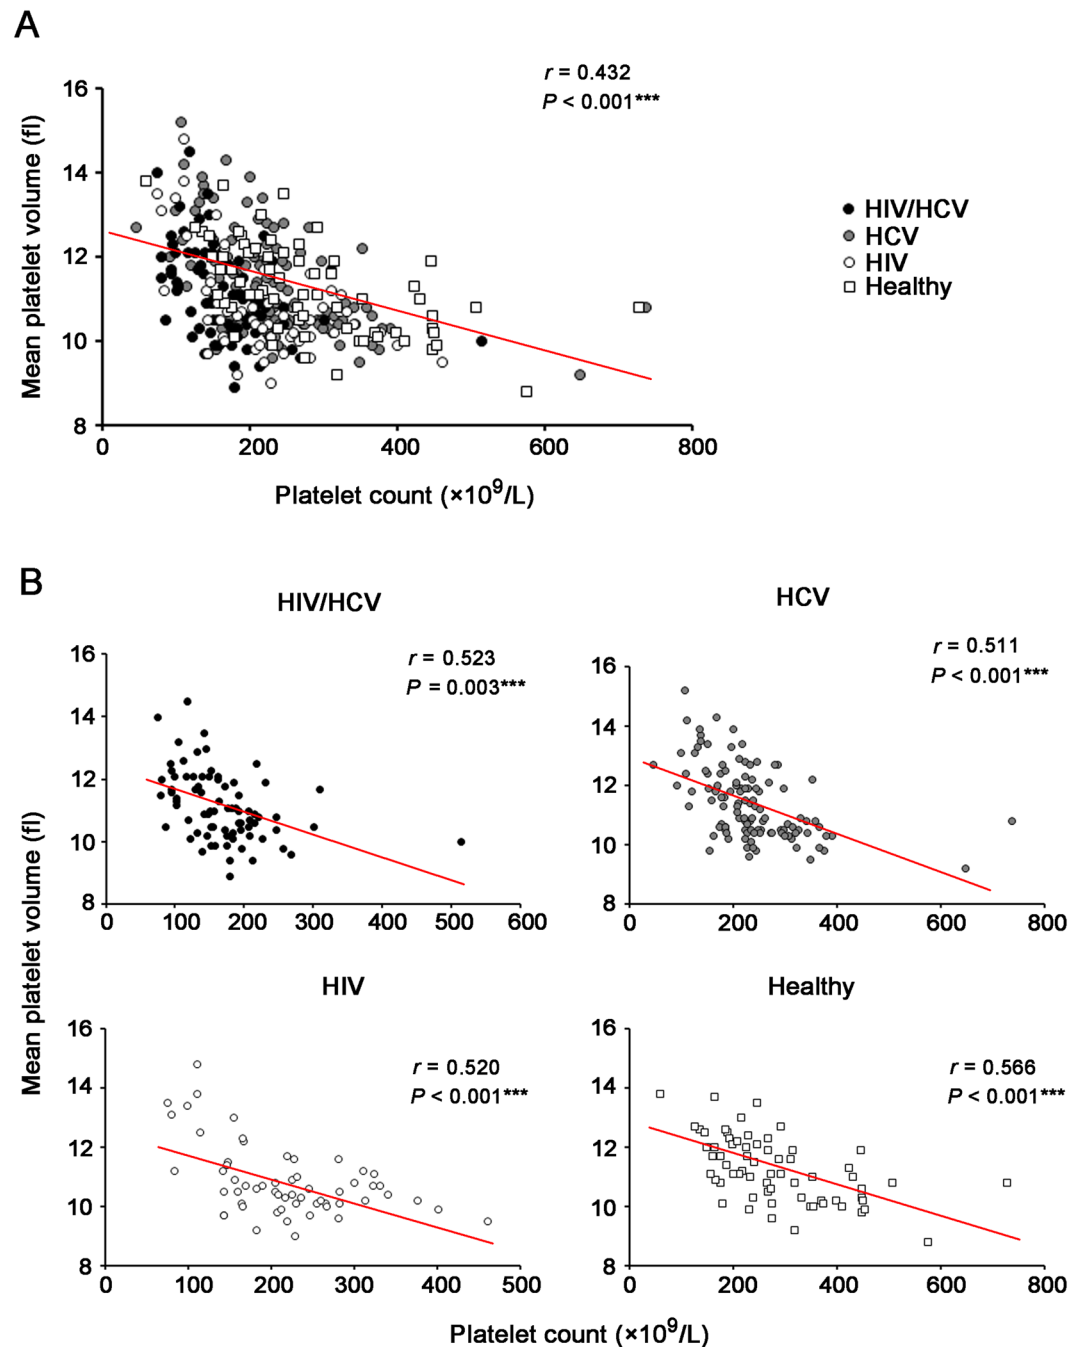 A
r = 0.432
P < 0.001***
16
14
12
10
8
0 200 400 600 800
Mean platelet volume (fl)
Platelet count (×10⁹/L)
HIV/HCV
HCV
HIV
Healthy
B
HIV/HCV
r = 0.523
P = 0.003***
16
14
12
10
8
0 100 200 300 400 500 600
HCV
r = 0.511
P < 0.001***
16
14
12
10
8
0 200 400 600 800
HIV
r = 0.520
P < 0.001***
16
14
12
10
8
0 100 200 300 400 500
Healthy
r = 0.566
P < 0.001***
16
14
12
10
8
0 200 400 600 800
Mean platelet volume (fl)
Platelet count (×10⁹/L)